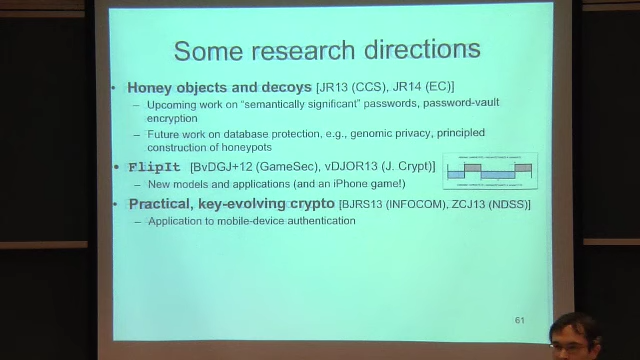 Some research directions
• Honey objects and decoys [JR13 (CCS), JR14 (EC)]
– Upcoming work on "semantically significant" passwords, password-vault
encryption
– Future work on database protection, e.g., genomic privacy, principled
construction of honeypots
• FlipIt [BvDGJ+12 (GameSec), vDJOR13 (J. Crypt)]
– New models and applications (and an iPhone game!)
• Practical, key-evolving crypto [BJRS13 (INFOCOM), ZCJ13 (NDSS)]
– Application to mobile-device authentication
61